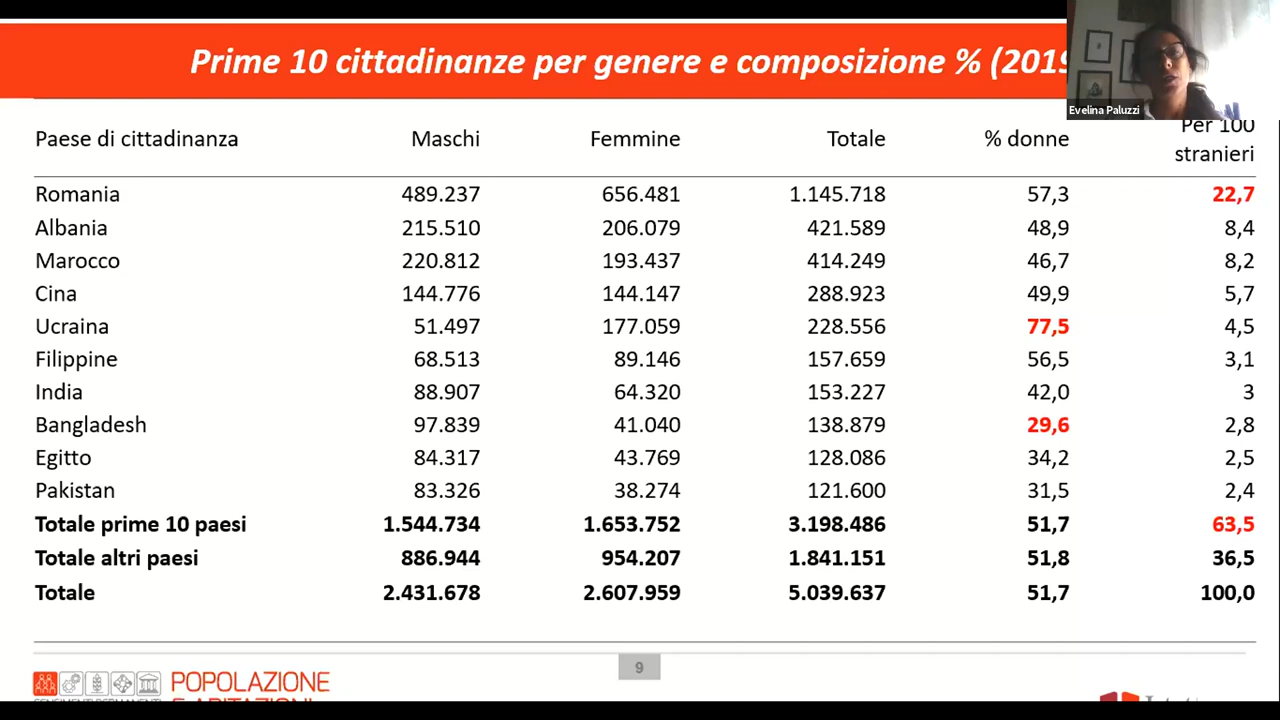 Prime 10 cittadinanze per genere e composizione % (2019
Evelina Paluzzi
Paese di cittadinanza Maschi Femmine Totale % donne Per 100 stranieri
Romania 489.237 656.481 1.145.718 57,3 22,7
Albania 215.510 206.079 421.589 48,9 8,4
Marocco 220.812 193.437 414.249 46,7 8,2
Cina 144.776 144.147 288.923 49,9 5,7
Ucraina 51.497 177.059 228.556 77,5 4,5
Filippine 68.513 89.146 157.659 56,5 3,1
India 88.907 64.320 153.227 42,0 3
Bangladesh 97.839 41.040 138.879 29,6 2,8
Egitto 84.317 43.769 128.086 34,2 2,5
Pakistan 83.326 38.274 121.600 31,5 2,4
Totale prime 10 paesi 1.544.734 1.653.752 3.198.486 51,7 63,5
Totale altri paesi 886.944 954.207 1.841.151 51,8 36,5
Totale 2.431.678 2.607.959 5.039.637 51,7 100,0
9
POPOLAZIONE
E ABITAZIONI